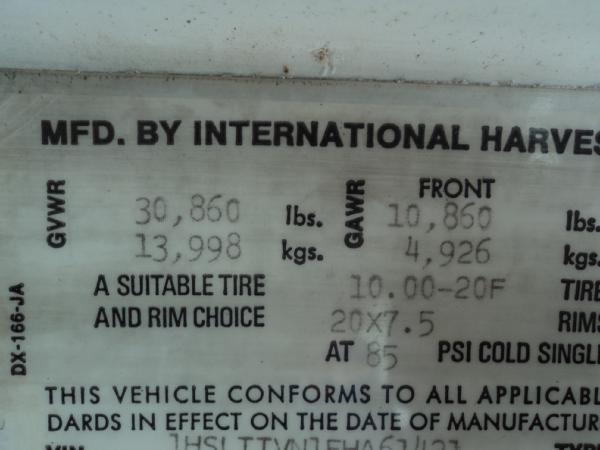 MFD. BY INTERNATIONAL HARVES
GVWR 30,860 lbs. GAWR FRONT 10,860 lbs.
13,998 kgs. 4,926 kgs.
A SUITABLE TIRE 10.00-20F TIRE
AND RIM CHOICE 20X7.5 RIMS
AT 85 PSI COLD SINGL
DX-166-JA
THIS VEHICLE CONFORMS TO ALL APPLICABL
DARDS IN EFFECT ON THE DATE OF MANUFACTUR
VIN TYPE